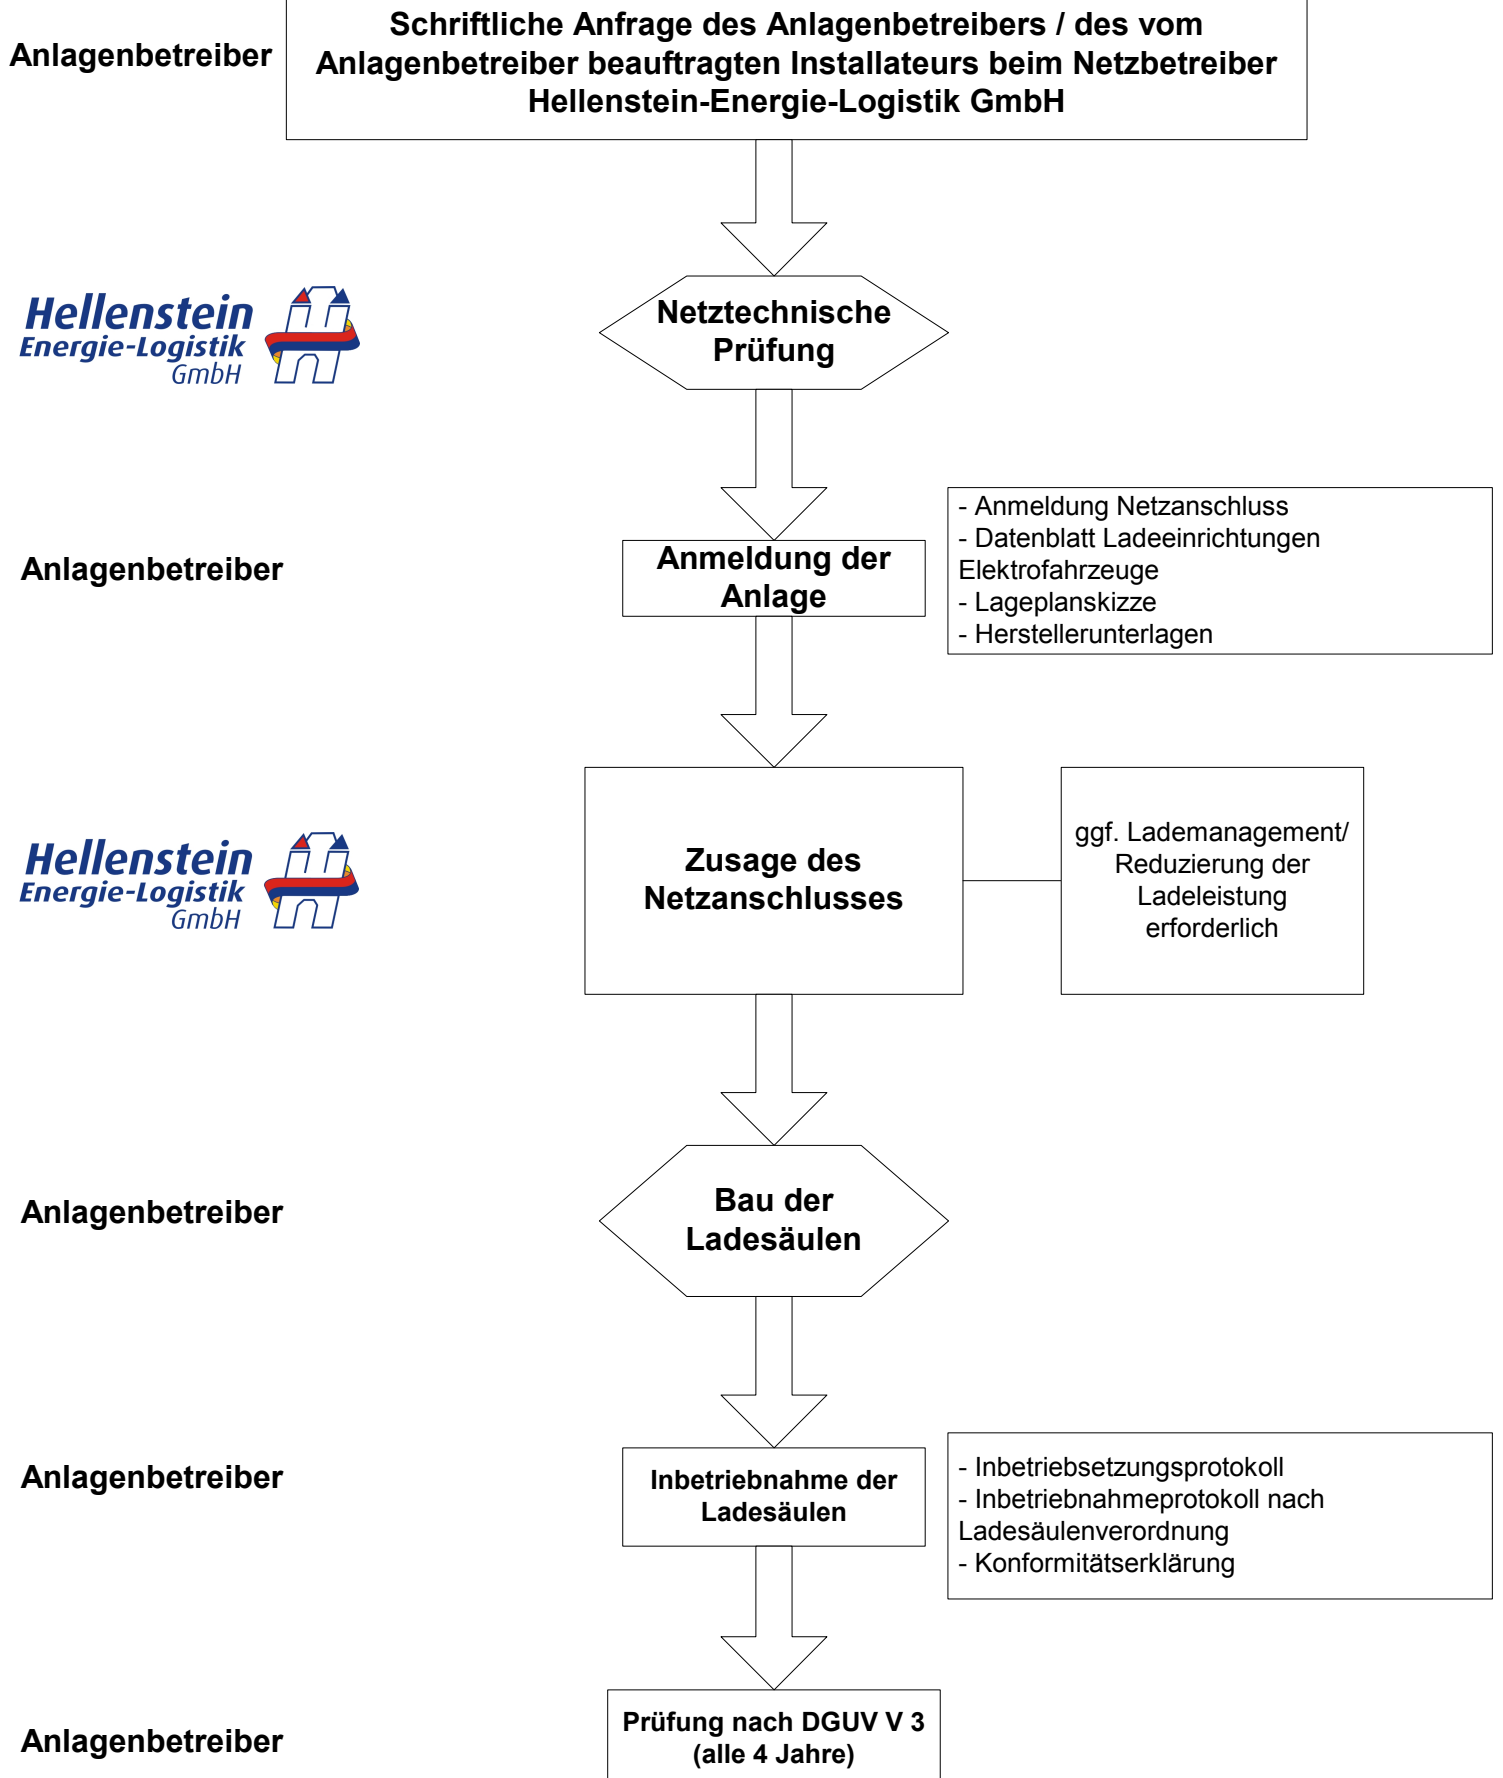 Anlagenbetreiber
Schriftliche Anfrage des Anlagenbetreibers / des vom
Anlagenbetreiber beauftragten Installateurs beim Netzbetreiber
Hellenstein-Energie-Logistik GmbH
Hellenstein
Energie-Logistik
GmbH
Netztechnische
Prüfung
Anlagenbetreiber
Anmeldung der
Anlage
- Anmeldung Netzanschluss
- Datenblatt Ladeeinrichtungen
Elektrofahrzeuge
- Lageplanskizze
- Herstellerunterlagen
Hellenstein
Energie-Logistik
GmbH
Zusage des
Netzanschlusses
ggf. Lademanagement/
Reduzierung der
Ladeleistung
erforderlich
Anlagenbetreiber
Bau der
Ladesäulen
Anlagenbetreiber
Inbetriebnahme der
Ladesäulen
- Inbetriebsetzungsprotokoll
- Inbetriebnahmeprotokoll nach
Ladesäulenverordnung
- Konformitätserklärung
Anlagenbetreiber
Prüfung nach DGUV V 3
(alle 4 Jahre)